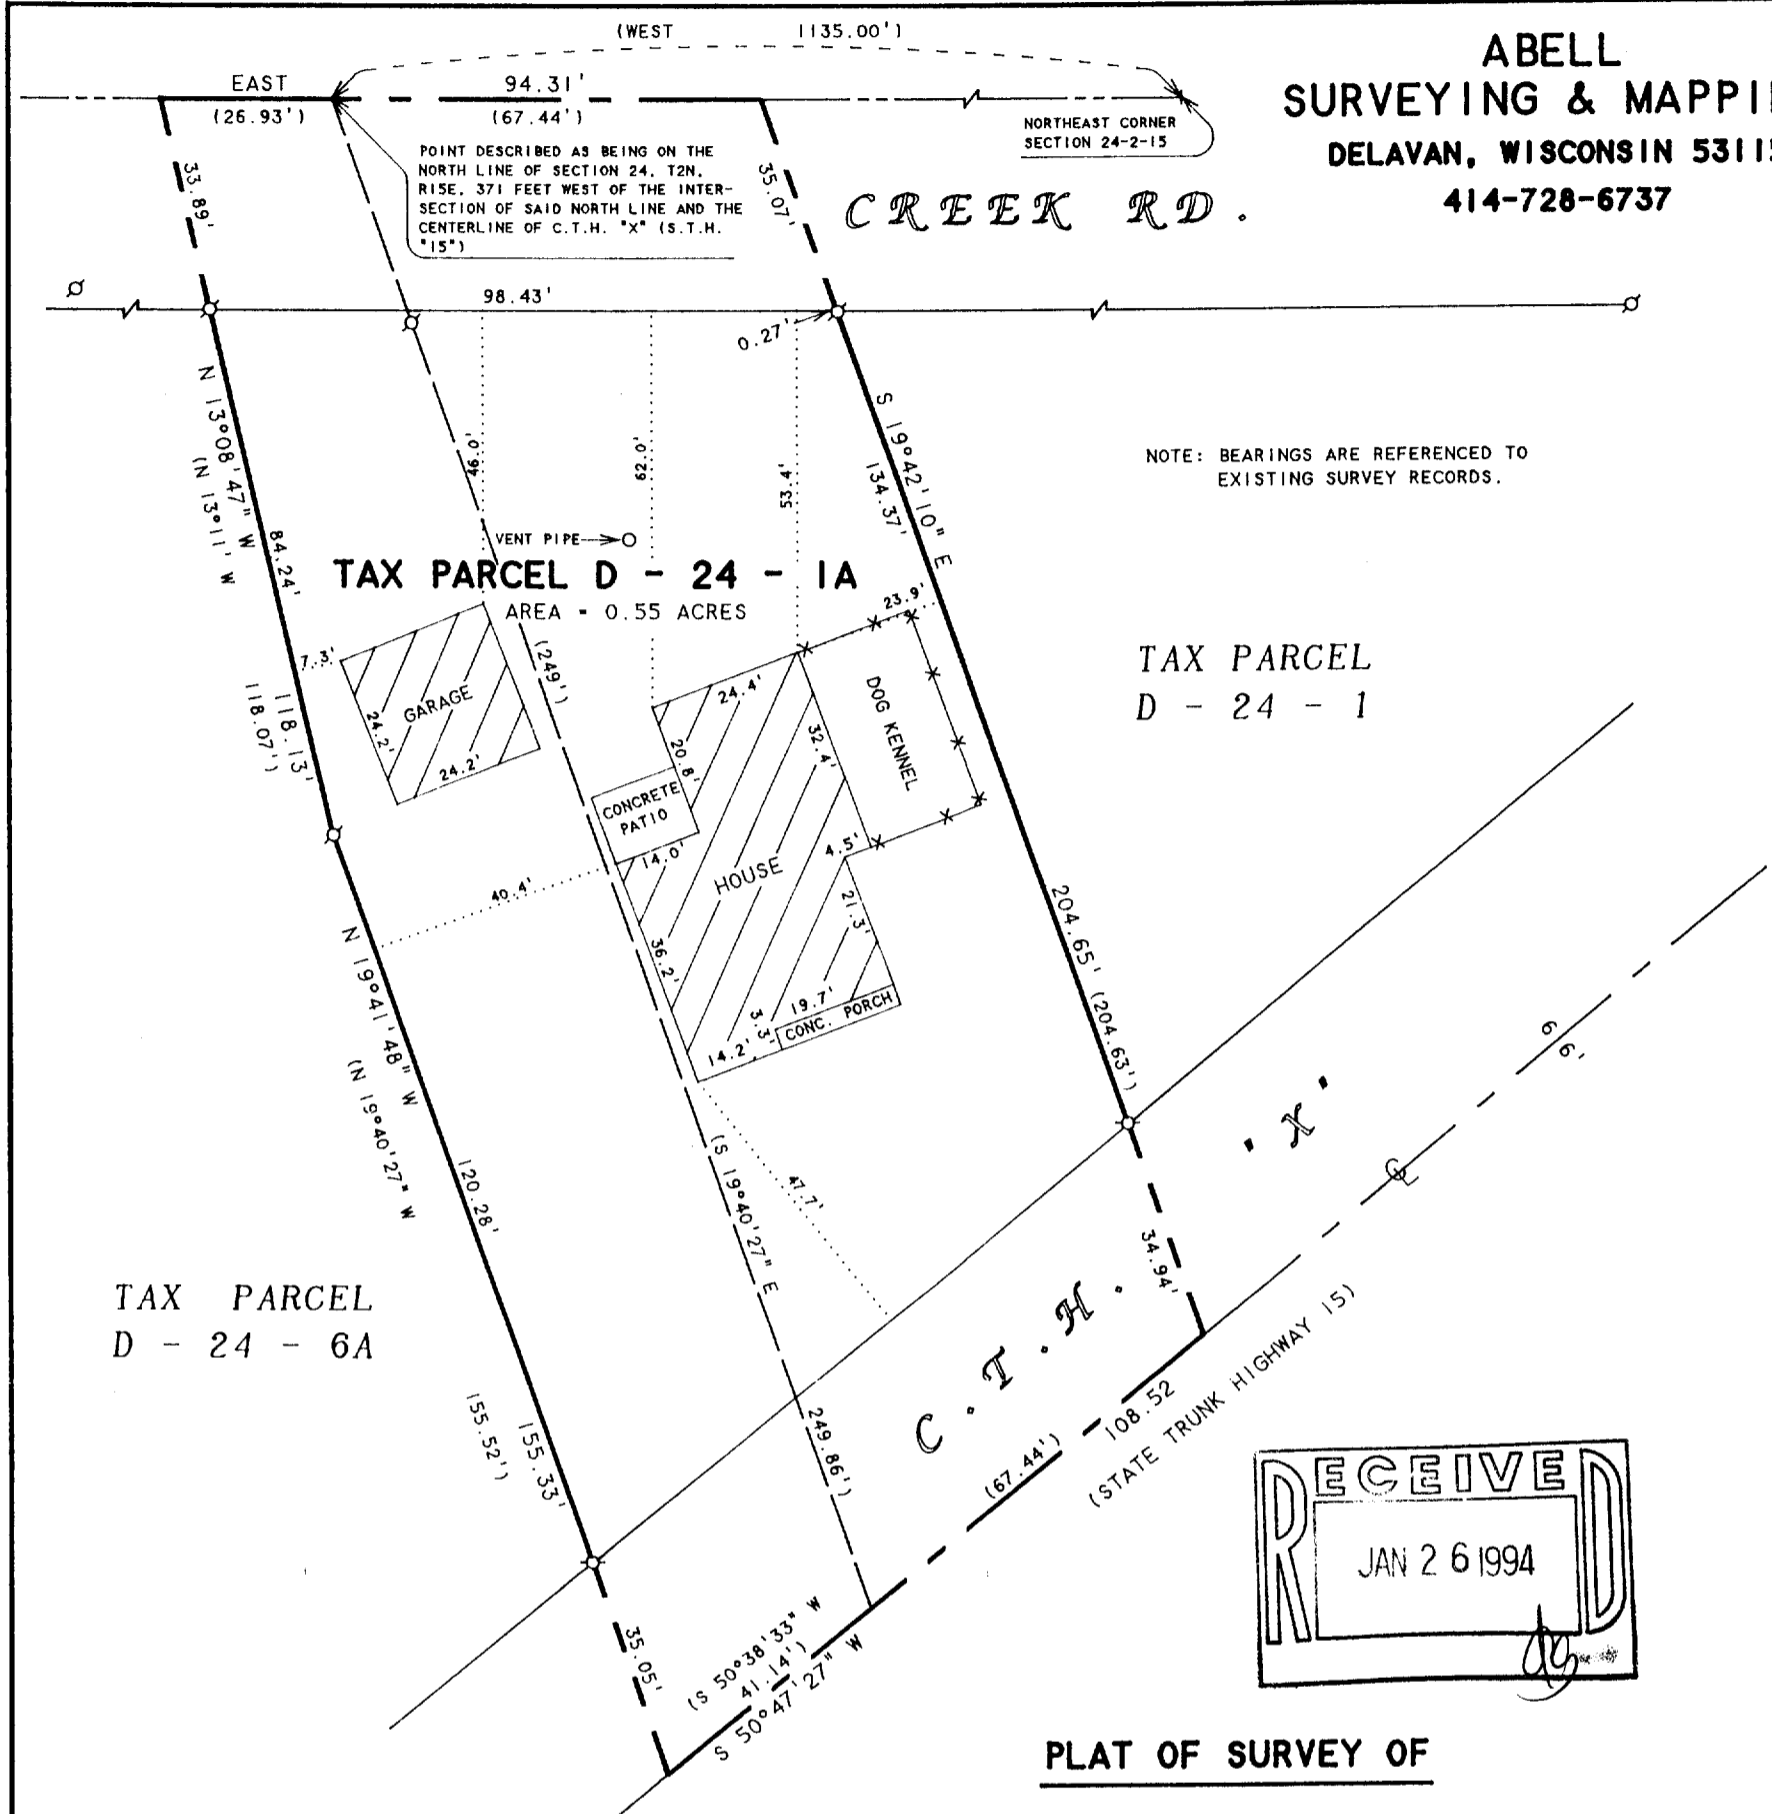 (WEST 1135.00')
ABELL
SURVEYING & MAPPI
DELAVAN, WISCONSIN 5311
414-728-6737
EAST
94.31'
(26.93')
(67.44')
NORTHEAST CORNER
SECTION 24-2-15
POINT DESCRIBED AS BEING ON THE
NORTH LINE OF SECTION 24, T2N,
R15E, 371 FEET WEST OF THE INTER-
SECTION OF SAID NORTH LINE AND THE
CENTERLINE OF C.T.H. "X" (S.T.H.
"15")
33.89'
35.07'
CREEK RD.
98.43'
0.27'
N 13°08'47" W
(N 13°11' W
84.24'
118.13'
118.07')
46.0'
62.0'
53.4'
S 19°42'10" E
134.37'
NOTE: BEARINGS ARE REFERENCED TO
EXISTING SURVEY RECORDS.
VENT PIPE
TAX PARCEL D - 24 - 1A
AREA = 0.55 ACRES
23.9'
7.3'
GARAGE
24.2'
24.2'
(249')
24.4'
20.8'
32.4'
DOG KENNEL
TAX PARCEL
D - 24 - 1
CONCRETE
PATIO
14.0'
HOUSE
4.5'
21.3'
40.4'
36.2'
19.7'
3.3'
CONC. PORCH
14.2'
204.65' (204.63')
N 19°41'48" W
(N 19°40'27" W
120.28'
155.33'
155.52')
(S 19°40'27" E
249.86')
47.7'
66'
C.T.H. "X"
34.94'
TAX PARCEL
D - 24 - 6A
(67.44')
108.52
(STATE TRUNK HIGHWAY 15)
35.05'
(S 50°38'33" W
41.14')
S 50°47'27" W
RECEIVED
JAN 26 1994
PLAT OF SURVEY OF